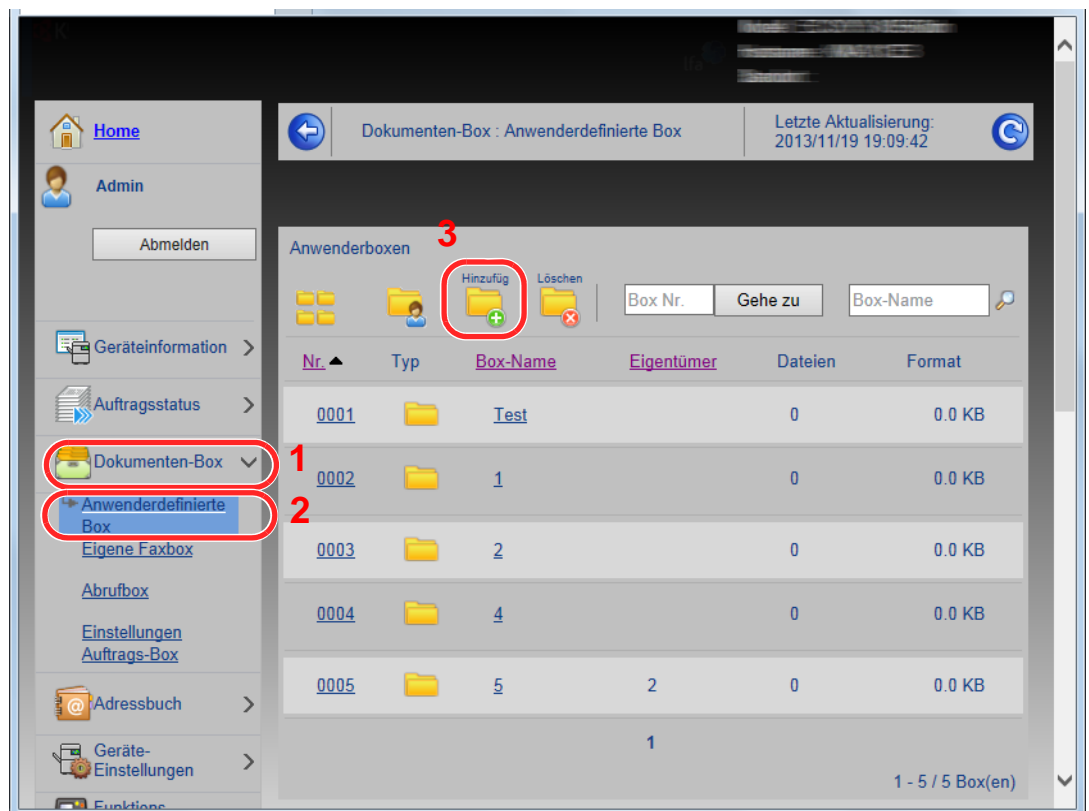 Home
Admin
Abmelden
Geräteinformation
Auftragsstatus
Dokumenten-Box
1
Anwenderdefinierte
Box
2
Eigene Faxbox
Abrufbox
Einstellungen
Auftrags-Box
Adressbuch
Geräte-
Einstellungen
Funktions
Dokumenten-Box : Anwenderdefinierte Box
Letzte Aktualisierung:
2013/11/19 19:09:42
Anwenderboxen
3
Hinzufüg Löschen
Box Nr. Gehe zu Box-Name
Nr. Typ Box-Name Eigentümer Dateien Format
0001 Test 0 0.0 KB
0002 1 0 0.0 KB
0003 2 0 0.0 KB
0004 4 0 0.0 KB
0005 5 2 0 0.0 KB
1
1 - 5 / 5 Box(en)